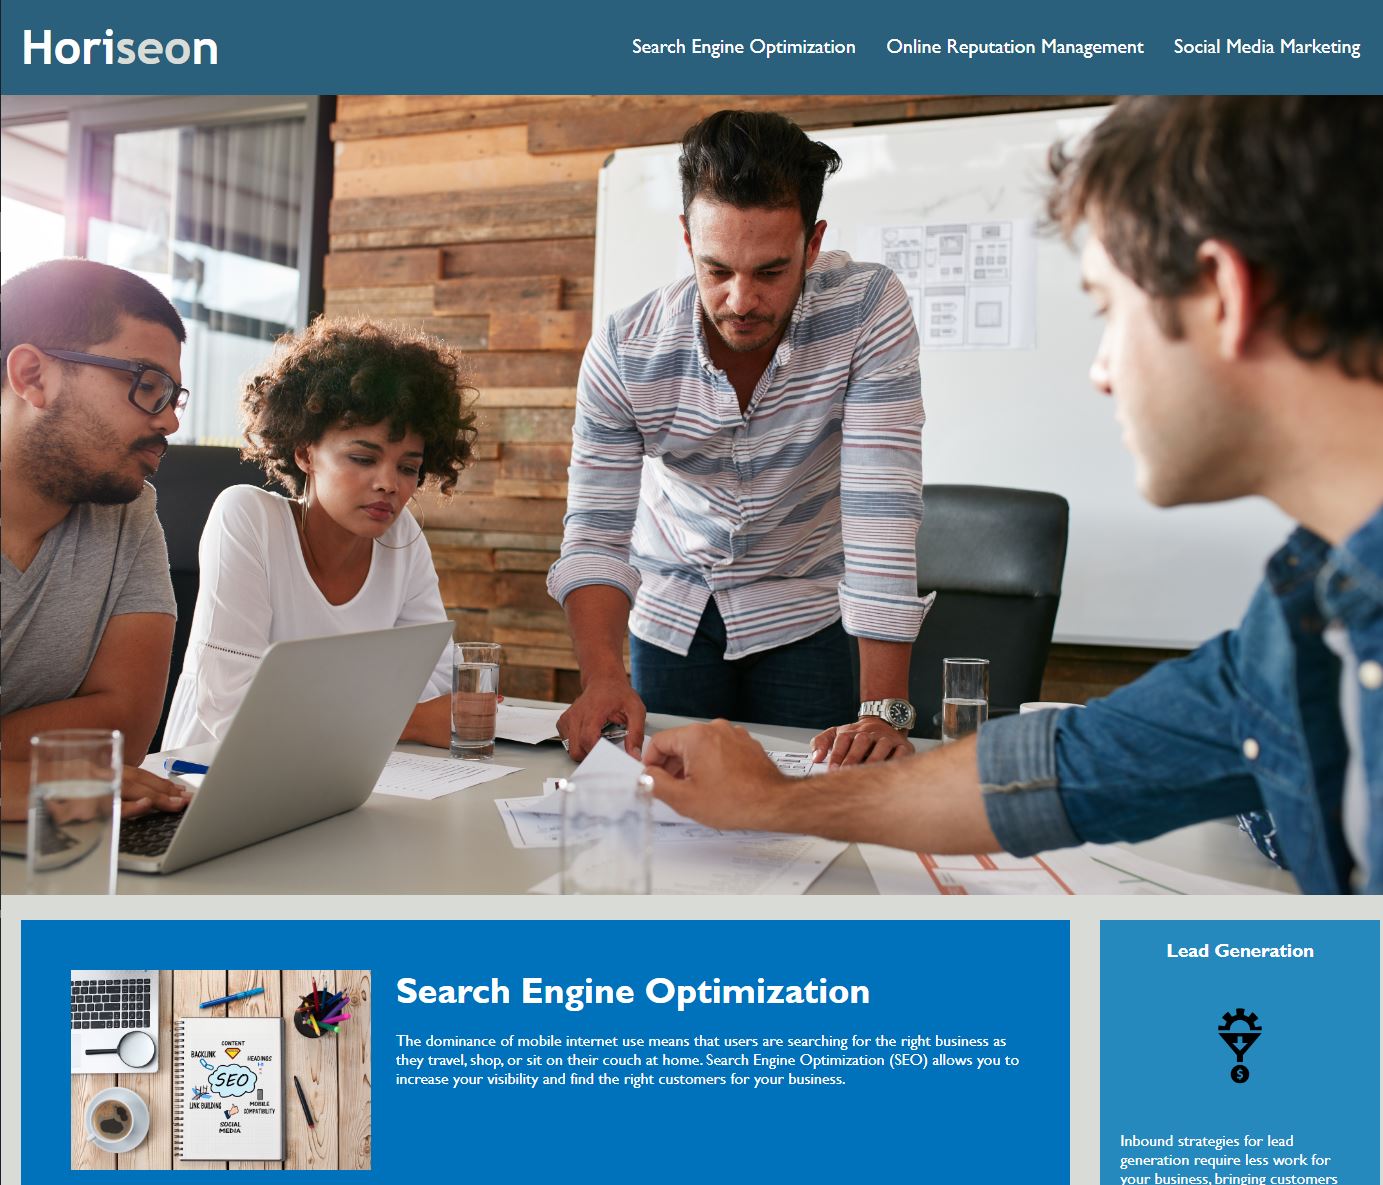 Horiseon
Search Engine Optimization
Online Reputation Management
Social Media Marketing
Search Engine Optimization
The dominance of mobile internet use means that users are searching for the right business as
they travel, shop, or sit on their couch at home. Search Engine Optimization (SEO) allows you to
increase your visibility and find the right customers for your business.
CONTENT
BACKLINK
HEADINGS
SEO
LINK BUILDING
MOBILE
COMPATIBILITY
SOCIAL
MEDIA
Lead Generation
$
Inbound strategies for lead
generation require less work for
your business, bringing customers